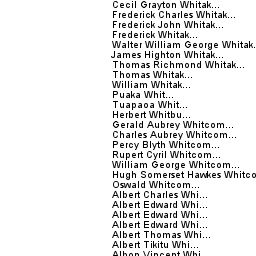 Cecil Grayton Whitak...
Frederick Charles Whitak...
Frederick John Whitak...
Frederick Whitak...
Walter William George Whitak.
James Highton Whitak...
Thomas Richmond Whitak...
Thomas Whitak...
William Whitak...
Puaka Whit...
Tuapaoa Whit...
Herbert Whitbu...
Gerald Aubrey Whitcom...
Charles Aubrey Whitcom...
Percy Blyth Whitcom...
Rupert Cyril Whitcom...
William George Whitcom...
Hugh Somerset Hawkes Whitco
Oswald Whitcom...
Albert Charles Whi...
Albert Edward Whi...
Albert Edward Whi...
Albert Edward Whi...
Albert Thomas Whi...
Albert Tikitu Whi...
Albon Vincent Whi